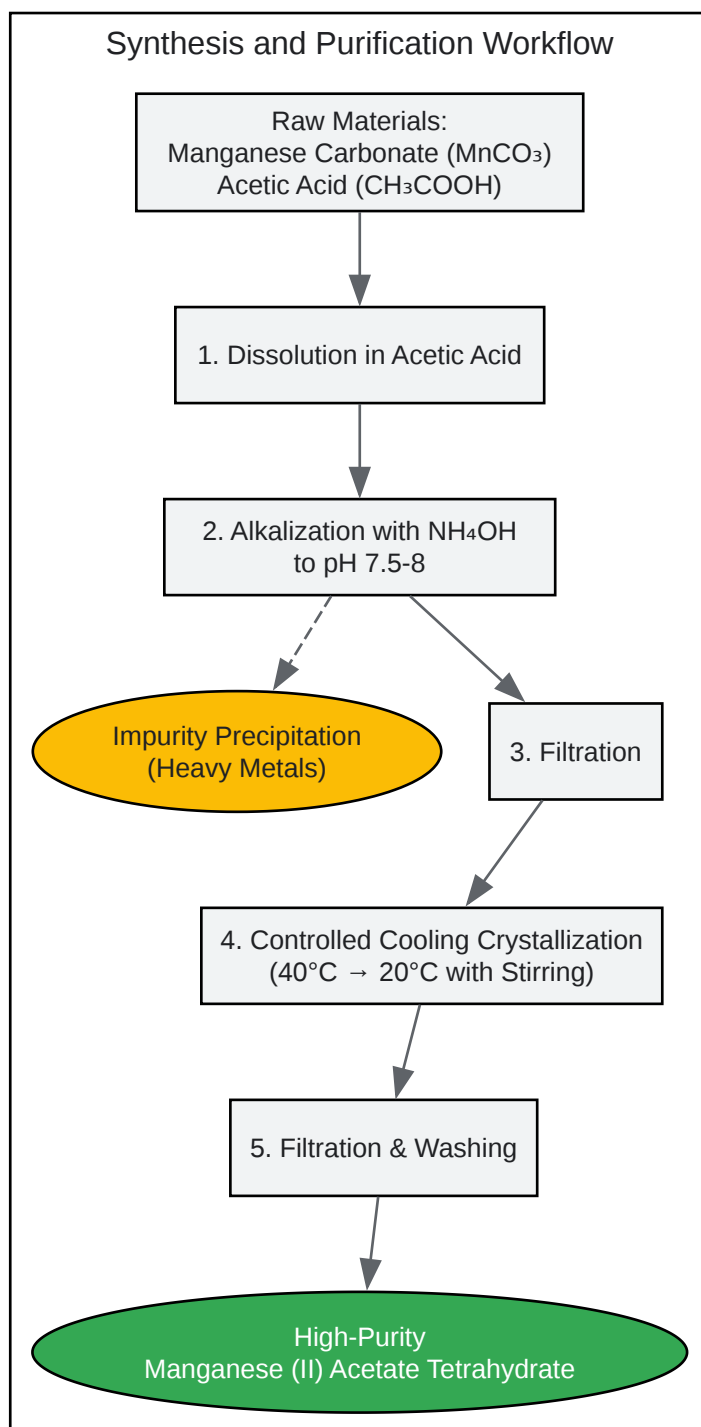 Synthesis and Purification Workflow
Raw Materials:
Manganese Carbonate (MnCO₃)
Acetic Acid (CH₃COOH)
1. Dissolution in Acetic Acid
2. Alkalization with NH₄OH
to pH 7.5-8
Impurity Precipitation
(Heavy Metals)
3. Filtration
4. Controlled Cooling Crystallization
(40°C → 20°C with Stirring)
5. Filtration & Washing
High-Purity
Manganese (II) Acetate Tetrahydrate